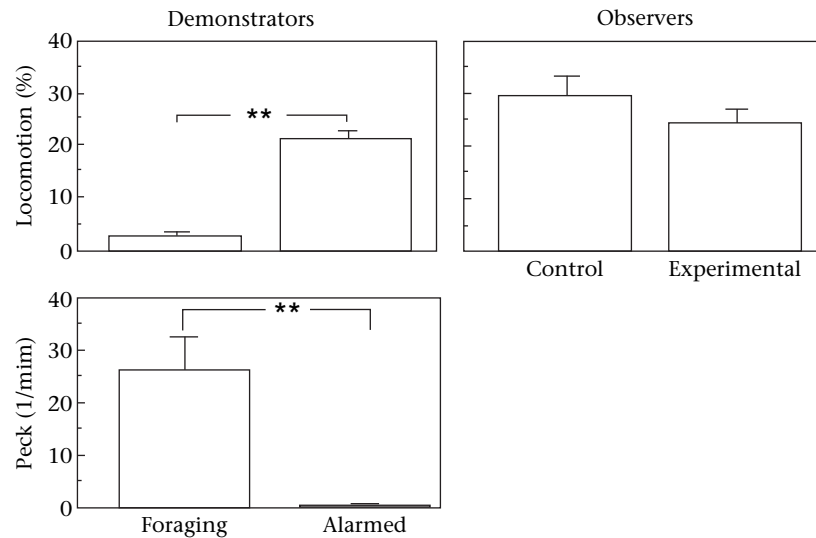 Demonstrators
Observers
Locomotion (%)
40
30
20
10
0
**
Control
Experimental
Peck (1/mim)
40
30
20
10
0
**
Foraging
Alarmed